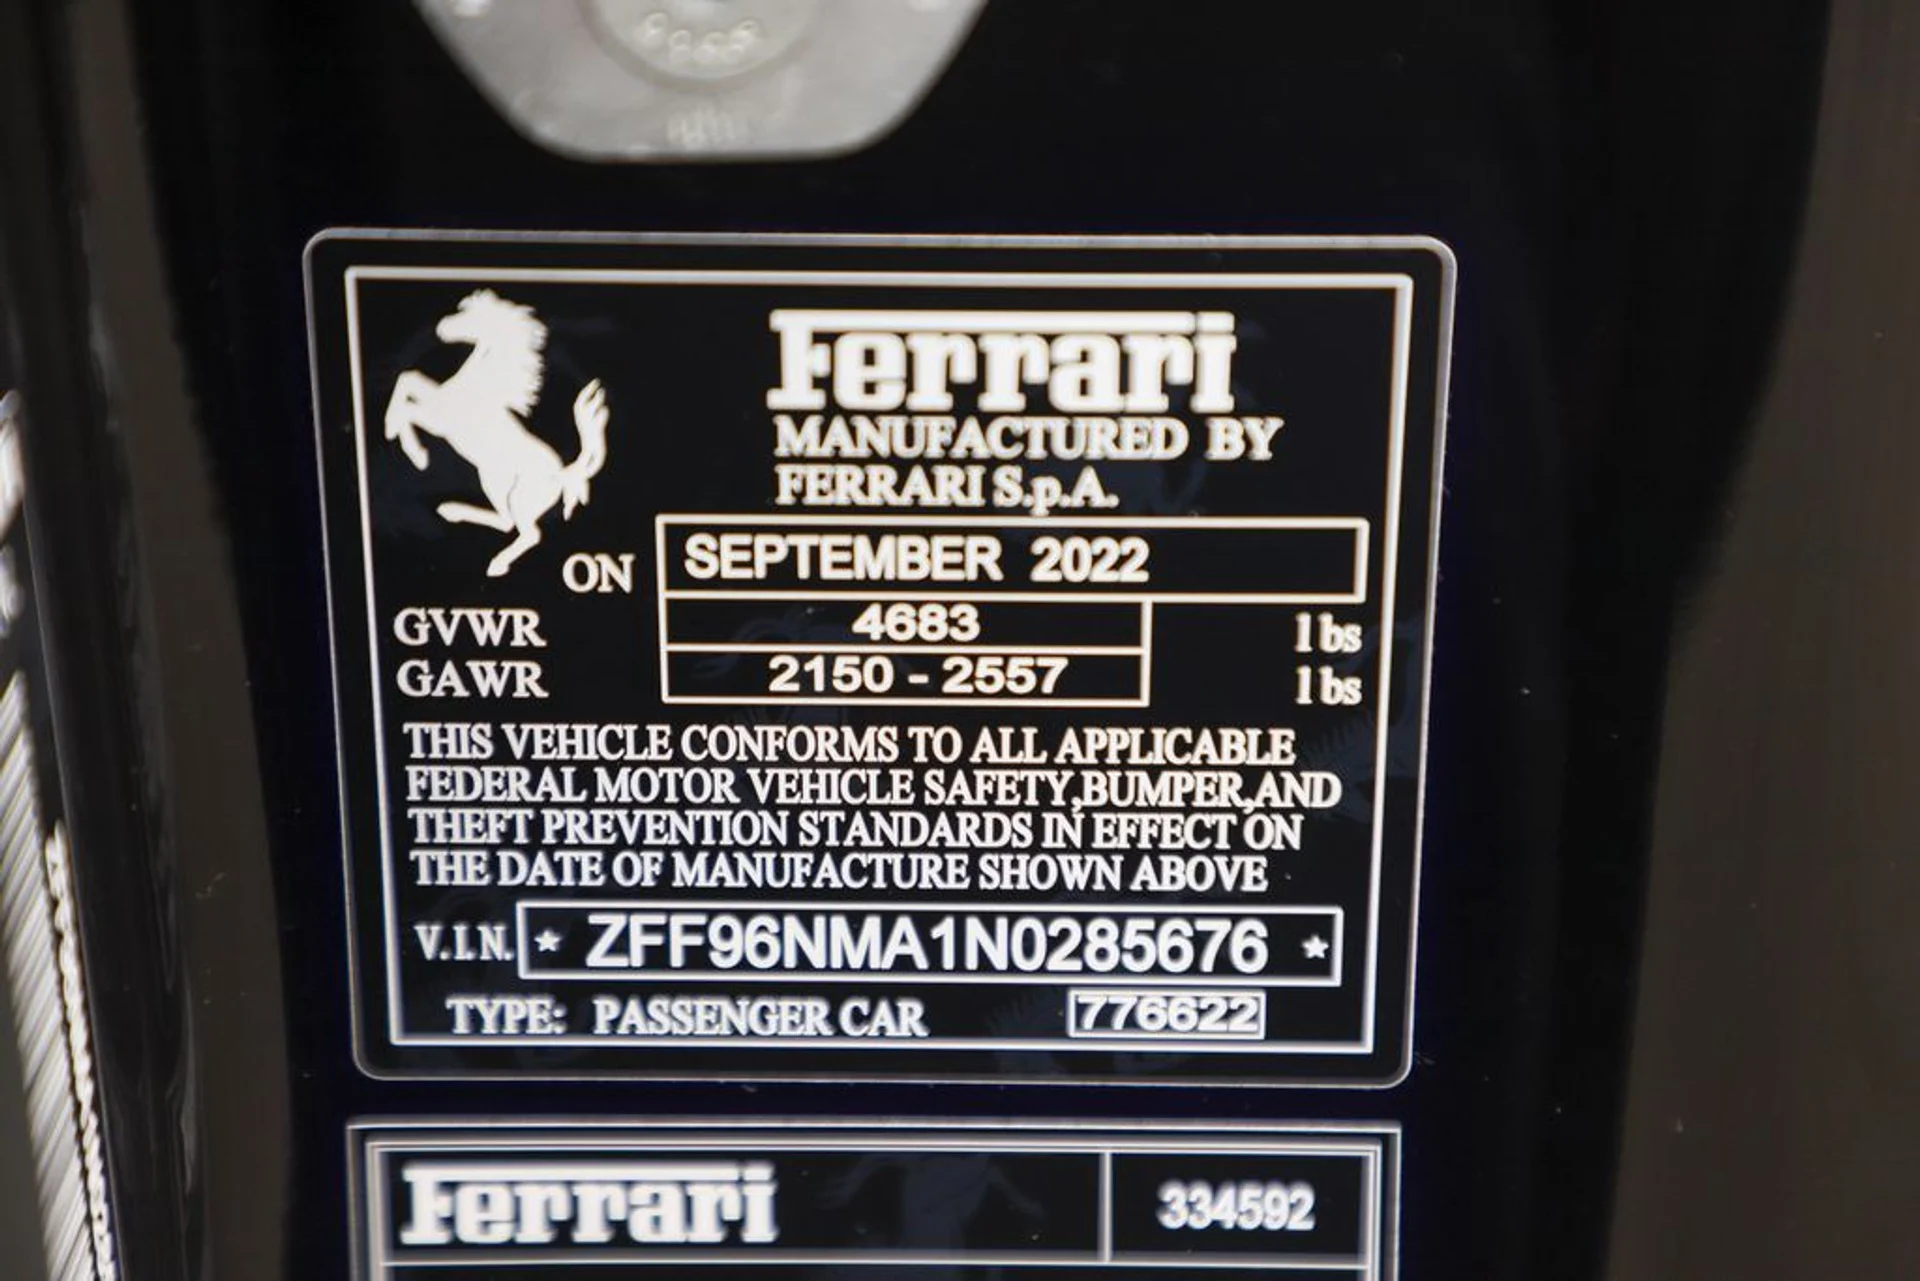 Ferrari
MANUFACTURED BY
FERRARI S.p.A.
ON SEPTEMBER 2022
GVWR 4683 lbs
GAWR 2150 - 2557 lbs
THIS VEHICLE CONFORMS TO ALL APPLICABLE
FEDERAL MOTOR VEHICLE SAFETY,BUMPER,AND
THEFT PREVENTION STANDARDS IN EFFECT ON
THE DATE OF MANUFACTURE SHOWN ABOVE
V.I.N. * ZFF96NMA1N0285676 *
TYPE: PASSENGER CAR 776622
Ferrari 334592